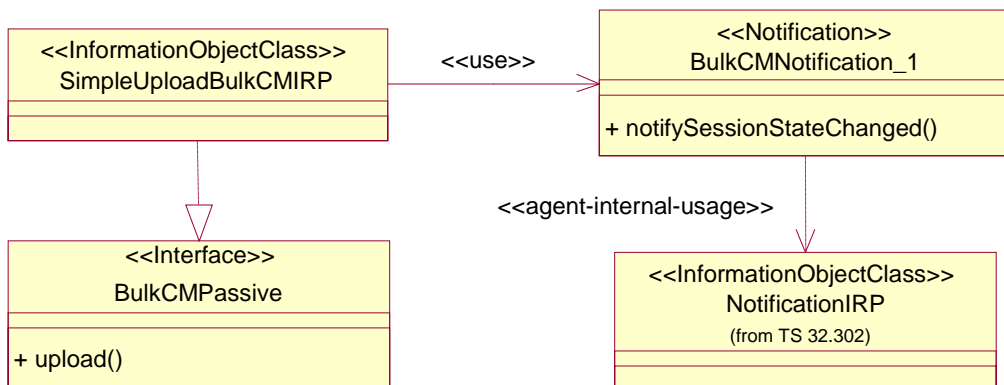 <<InformationObjectClass>>
SimpleUploadBulkCMIRP
<<use>>
<<Notification>>
BulkCMNotification_1
+ notifySessionStateChanged()
<<agent-internal-usage>>
<<Interface>>
BulkCMPassive
+ upload()
<<InformationObjectClass>>
NotificationIRP
(from TS 32.302)